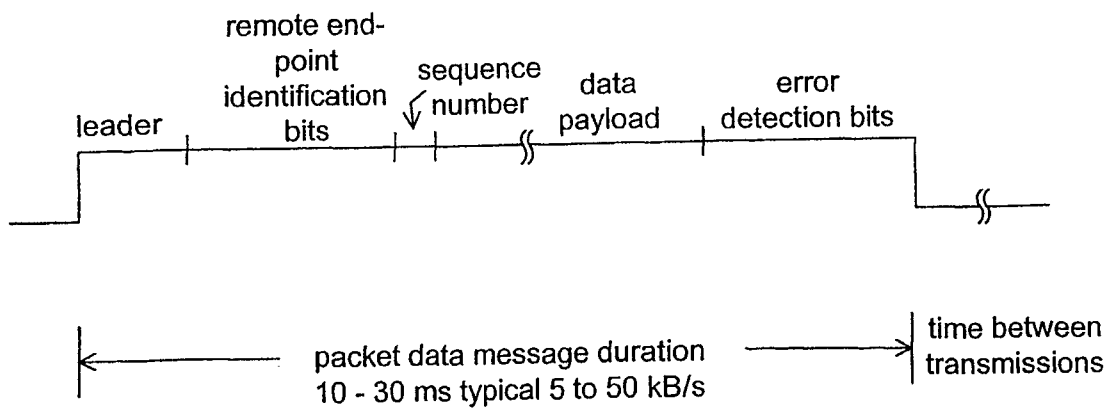 remote end-
point
identification
bits
leader
sequence
number
data
payload
error
detection bits
packet data message duration
10 - 30 ms typical 5 to 50 kB/s
time between
transmissions